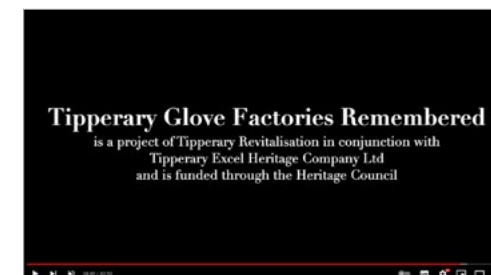 Tipperary Glove Factories Remembered
is a project of Tipperary Revitalisation in conjunction with
Tipperary Excel Heritage Company Ltd
and is funded through the Heritage Council